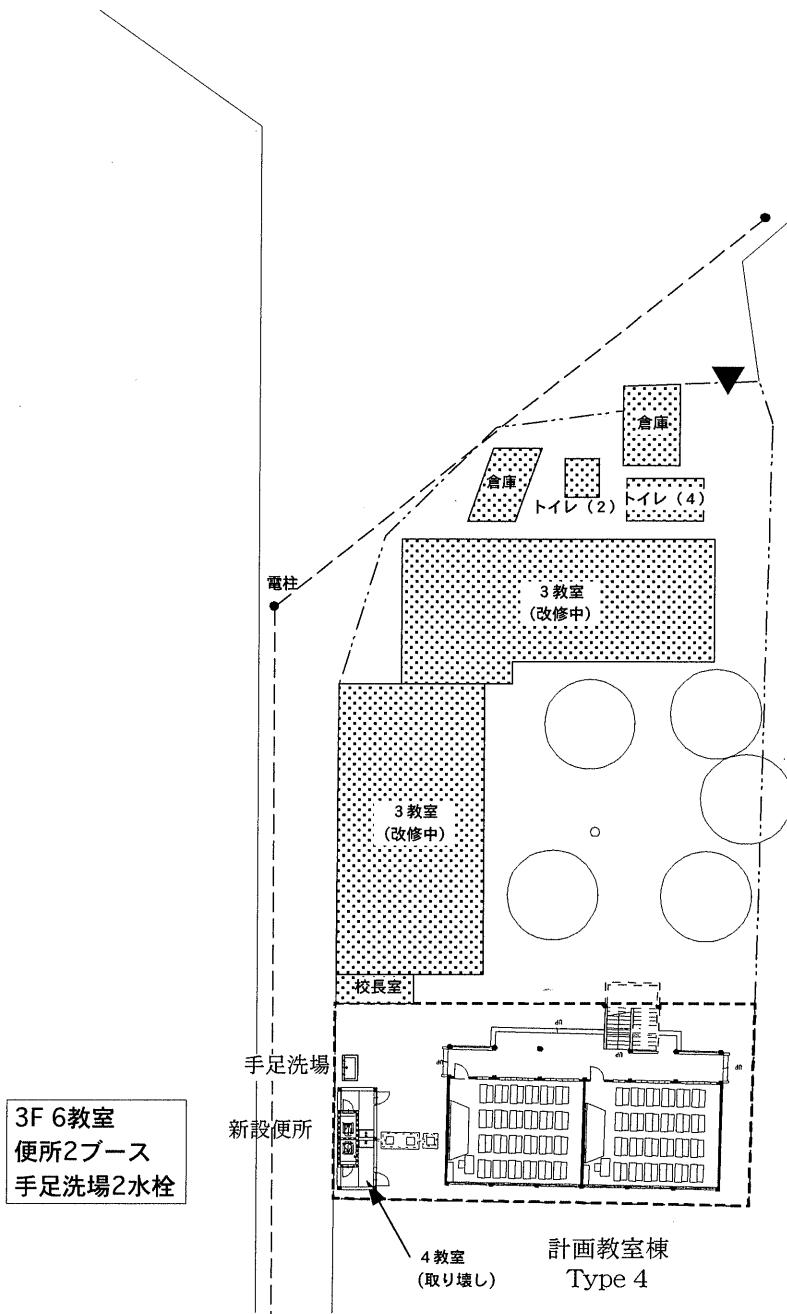 倉庫
倉庫
トイレ（2）
トイレ（4）
3教室
(改修中)
電柱
3教室
(改修中)
校長室
手足洗場
新設便所
3F 6教室
便所2ブース
手足洗場2水栓
4教室
(取り壊し)
計画教室棟
Type 4